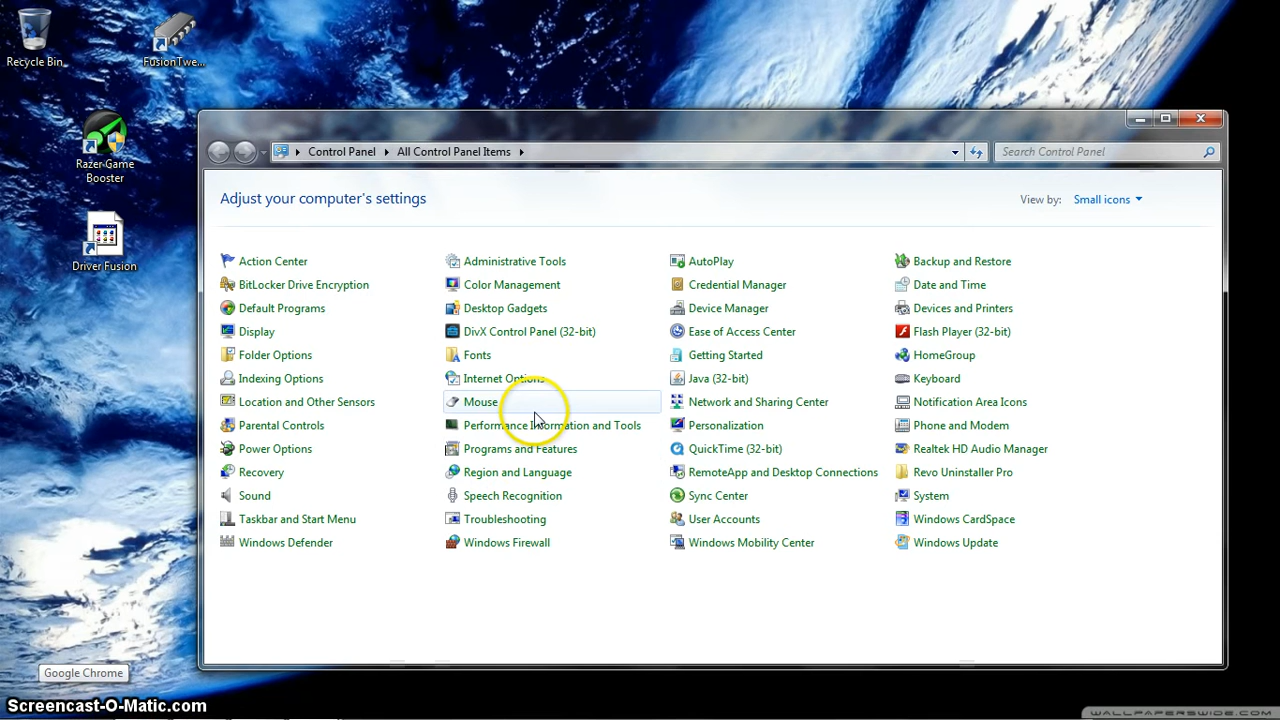 Recycle Bin
FusionTwe...
Razer Game
Booster
Driver Fusion
Control Panel
All Control Panel Items
Search Control Panel
Adjust your computer's settings
View by: Small icons
Action Center
Administrative Tools
AutoPlay
Backup and Restore
BitLocker Drive Encryption
Color Management
Credential Manager
Date and Time
Default Programs
Desktop Gadgets
Device Manager
Devices and Printers
Display
DivX Control Panel (32-bit)
Ease of Access Center
Flash Player (32-bit)
Folder Options
Fonts
Getting Started
HomeGroup
Indexing Options
Internet Options
Java (32-bit)
Keyboard
Location and Other Sensors
Mouse
Network and Sharing Center
Notification Area Icons
Parental Controls
Performance Information and Tools
Personalization
Phone and Modem
Power Options
Programs and Features
QuickTime (32-bit)
Realtek HD Audio Manager
Recovery
Region and Language
RemoteApp and Desktop Connections
Revo Uninstaller Pro
Sound
Speech Recognition
Sync Center
System
Taskbar and Start Menu
Troubleshooting
User Accounts
Windows CardSpace
Windows Defender
Windows Firewall
Windows Mobility Center
Windows Update
Google Chrome
Screencast-O-Matic.com
WALLPAPERSWIDE.COM